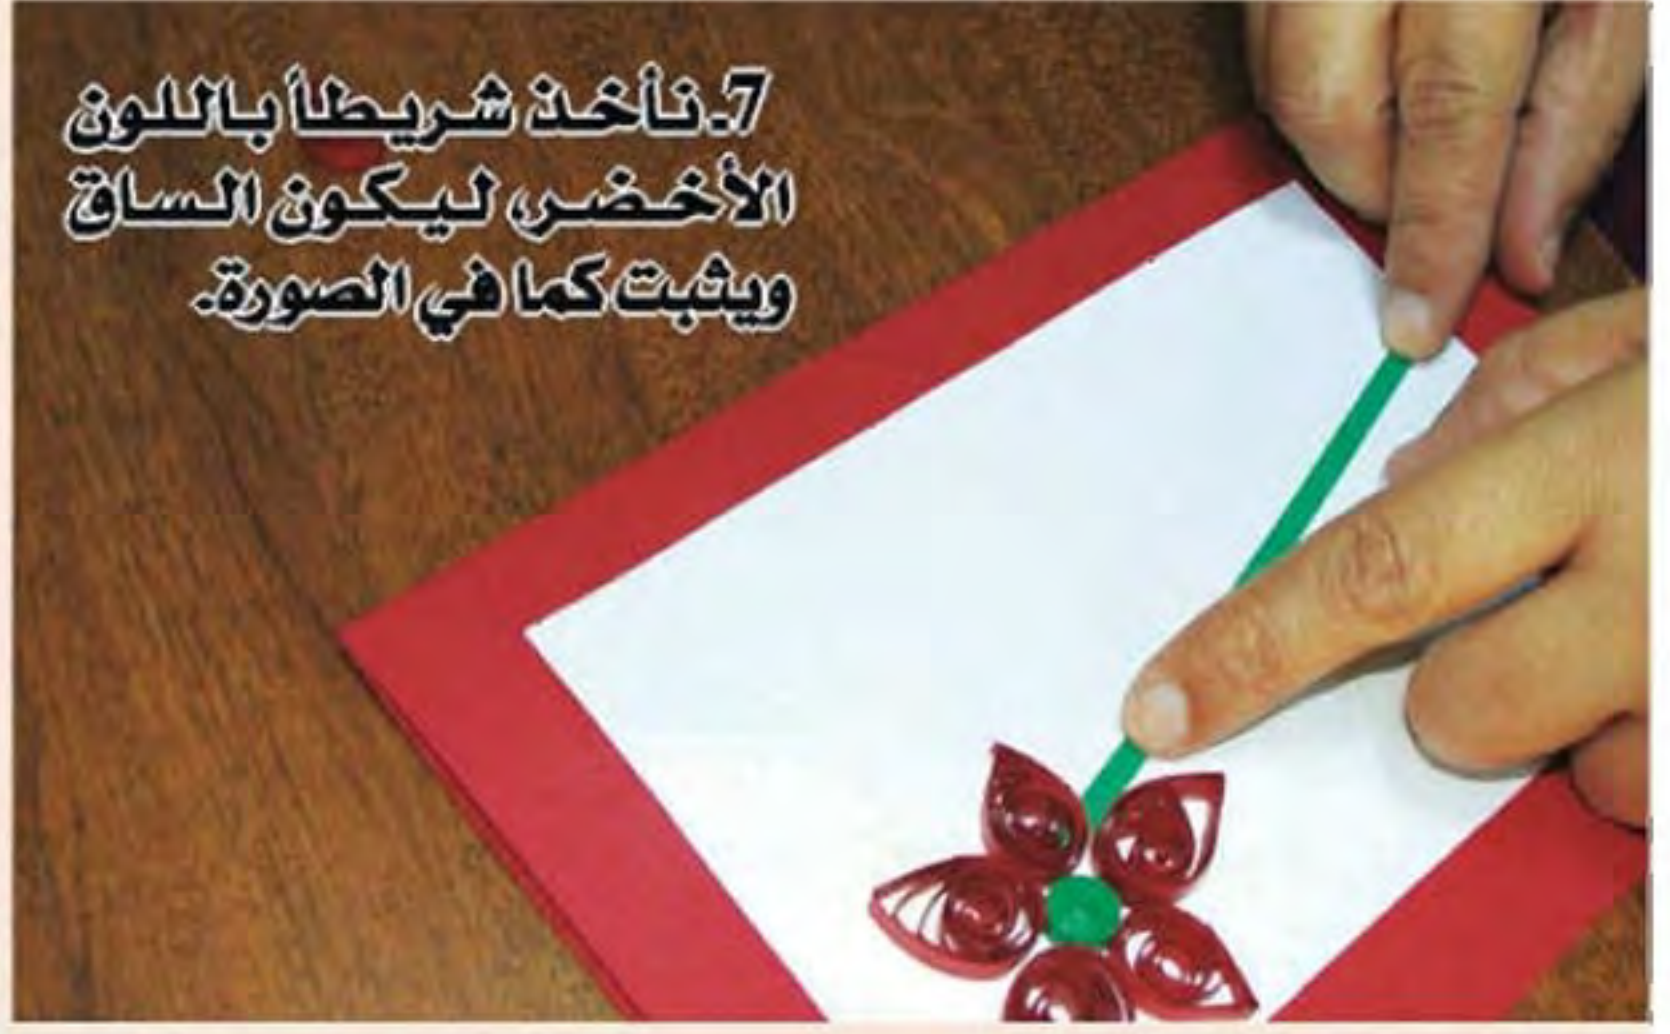 7. نأخذ شريطاً باللون
الأخضر، ليكون الساق
ويثبت كما في الصورة.